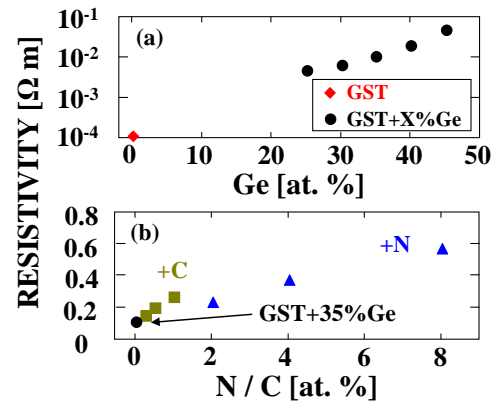 RESISTIVITY [Ω m]
10⁻¹
10⁻²
10⁻³
10⁻⁴
(a)
GST
GST+X%Ge
0 10 20 30 40 50
Ge [at. %]
0.8
0.6
0.4
0.2
0
(b)
+N
+C
GST+35%Ge
0 2 4 6 8
N / C [at. %]